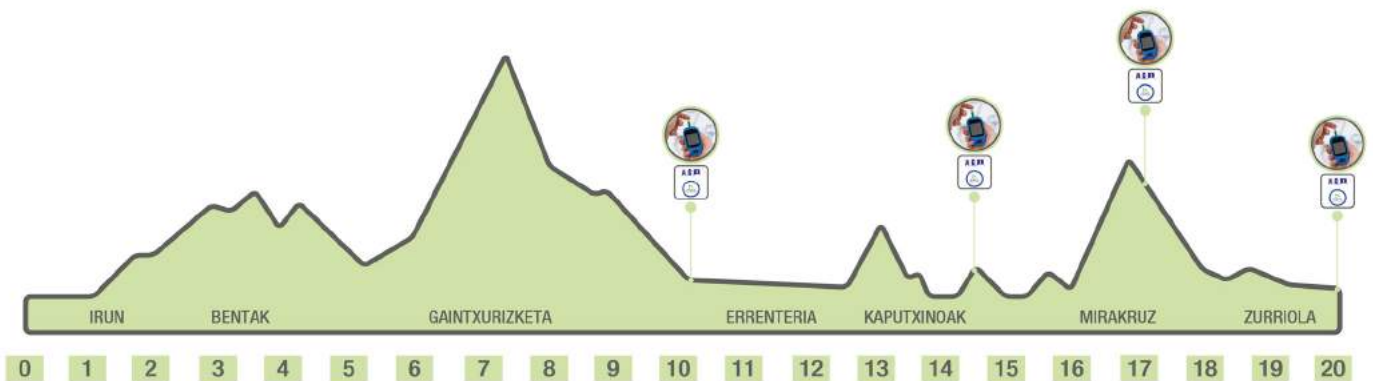 IRUN BENTAK GAINTXURIZKETA ERRENTERIA KAPUTXINOAK MIRAKRUZ ZURRIOLA
0 1 2 3 4 5 6 7 8 9 10 11 12 13 14 15 16 17 18 19 20